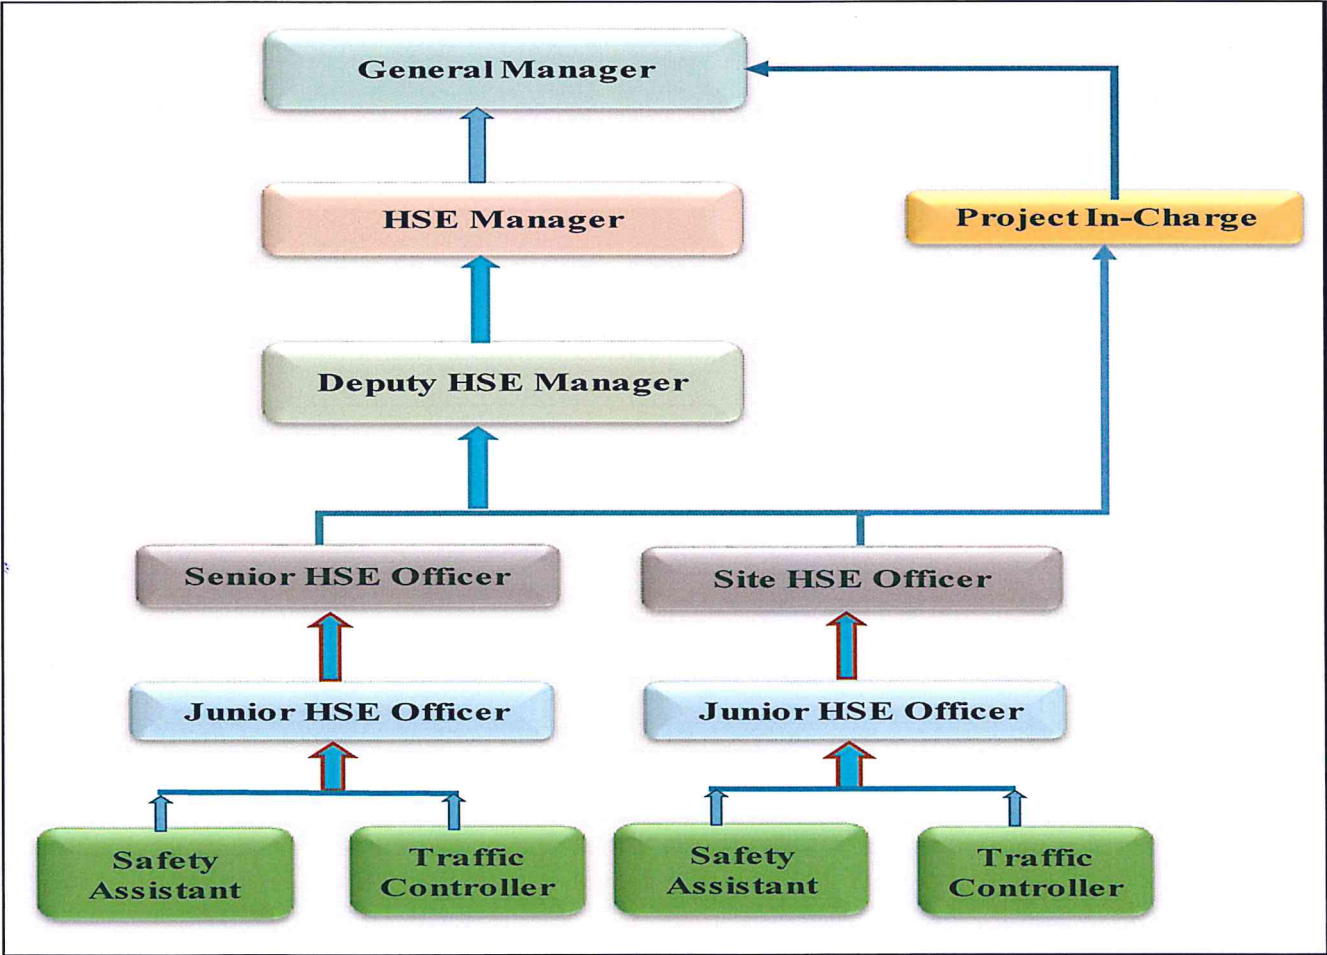 General Manager
HSE Manager
Project In-Charge
Deputy HSE Manager
Senior HSE Officer
Site HSE Officer
Junior HSE Officer
Junior HSE Officer
Safety
Assistant
Traffic
Controller
Safety
Assistant
Traffic
Controller